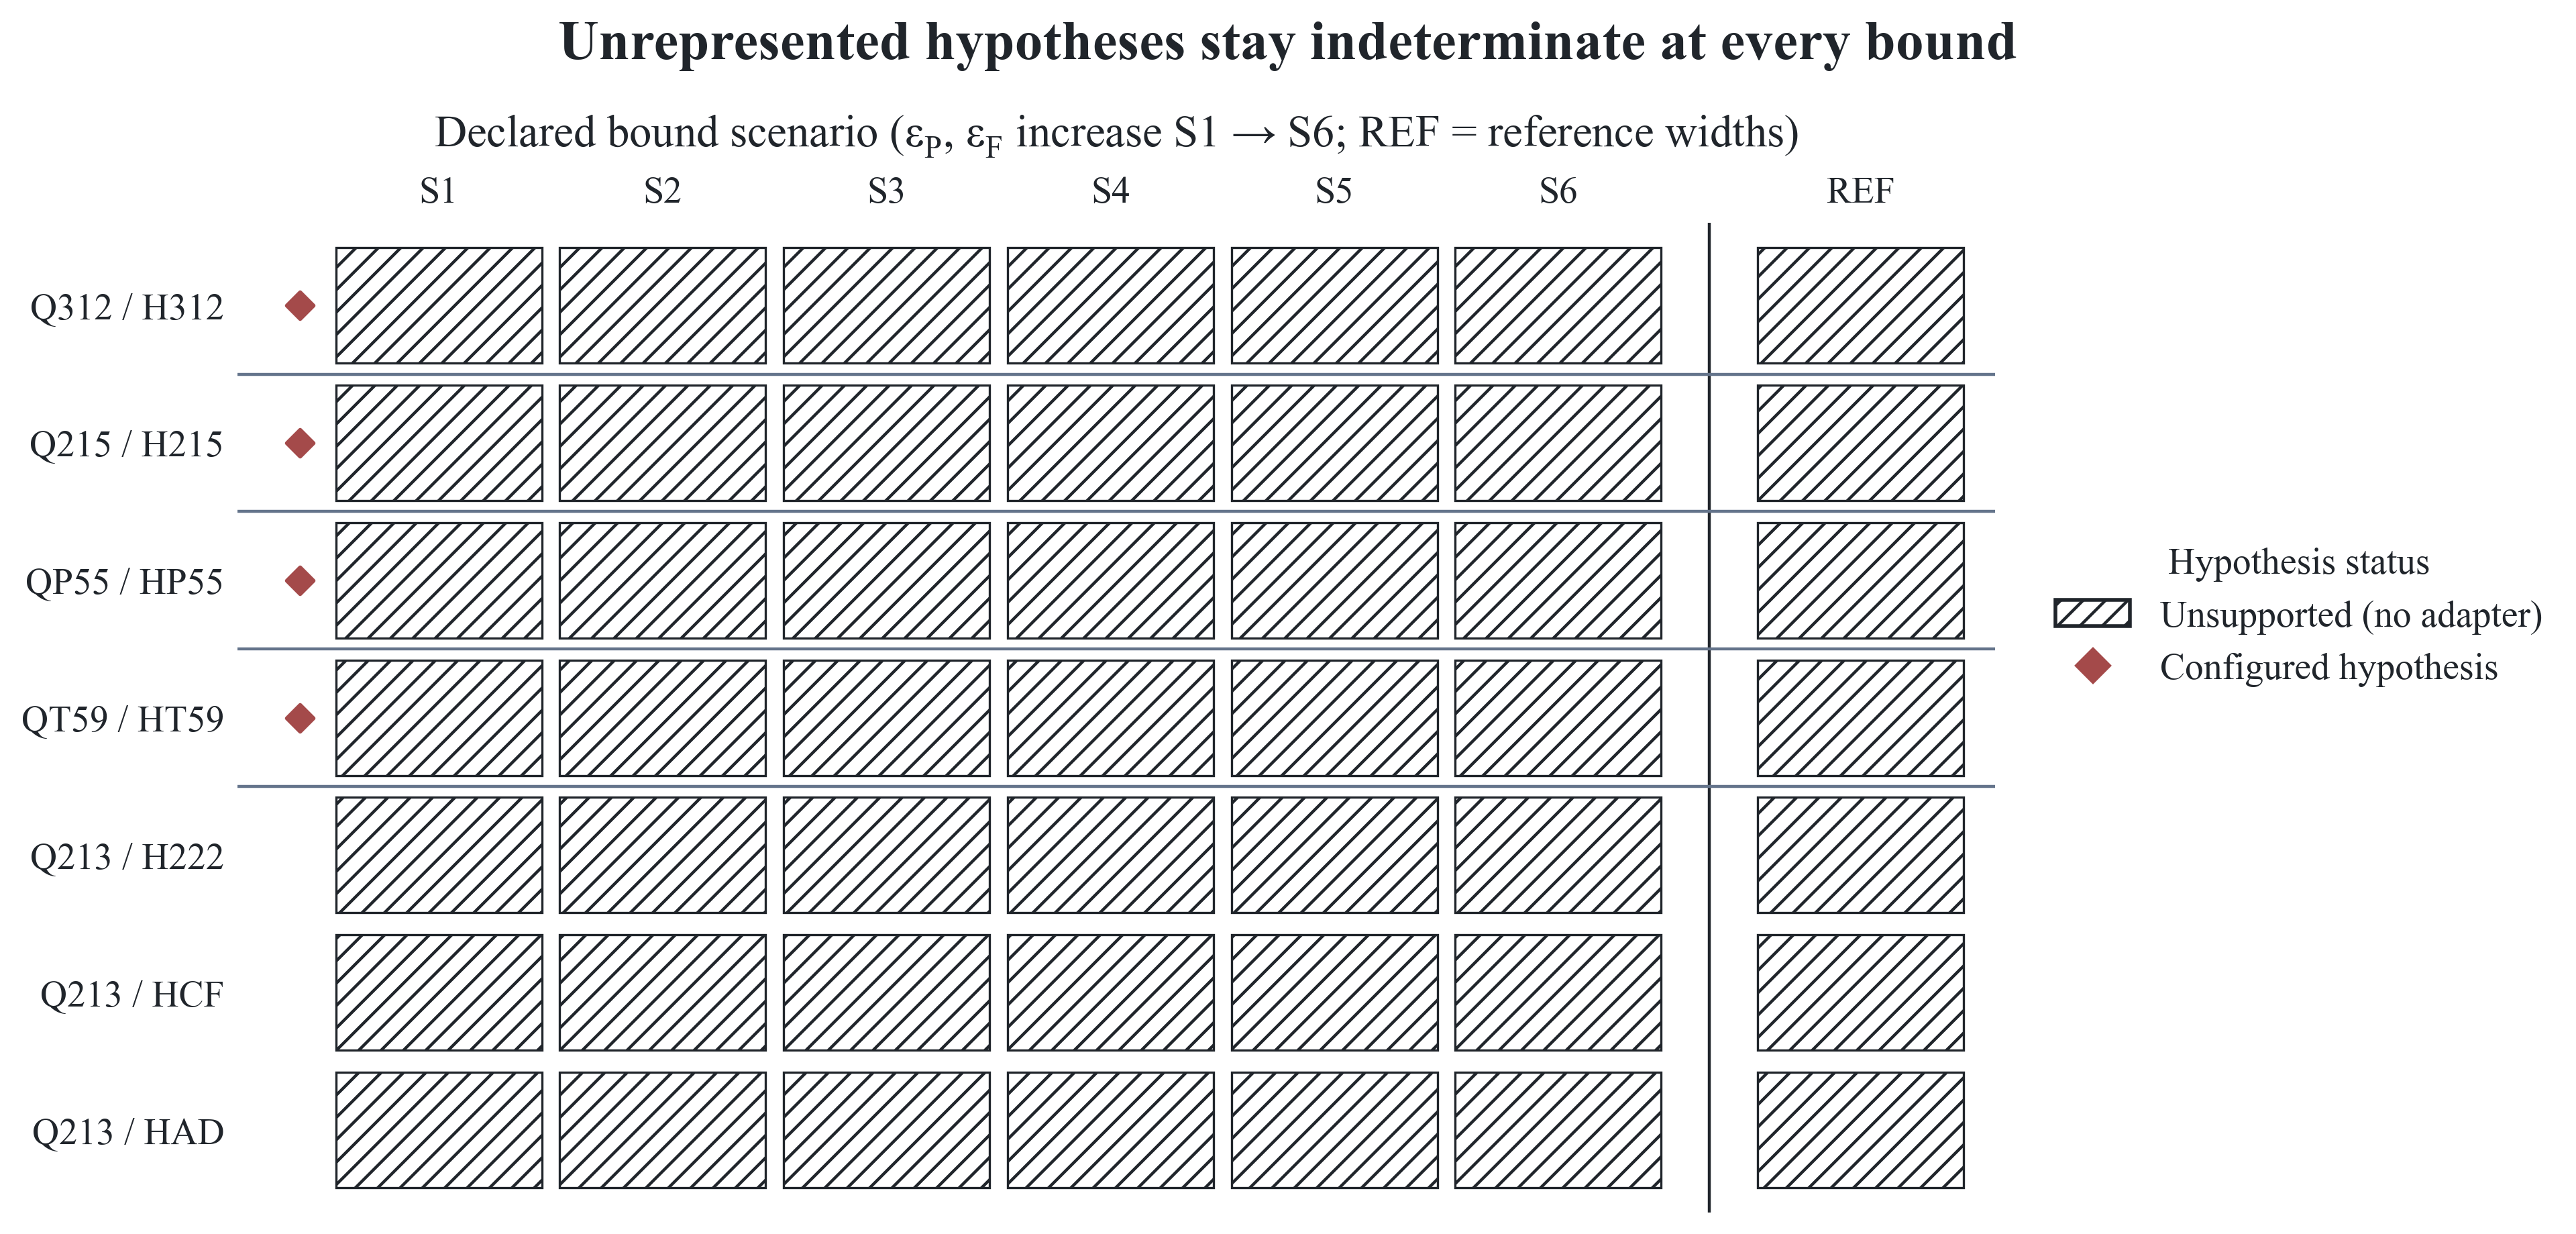 Unrepresented hypotheses stay indeterminate at every bound
Declared bound scenario (εP, εF increase S1 → S6; REF = reference widths)
S1 S2 S3 S4 S5 S6 REF
Q312 / H312
Q215 / H215
QP55 / HP55
QT59 / HT59
Q213 / H222
Q213 / HCF
Q213 / HAD
Hypothesis status
Unsupported (no adapter)
Configured hypothesis